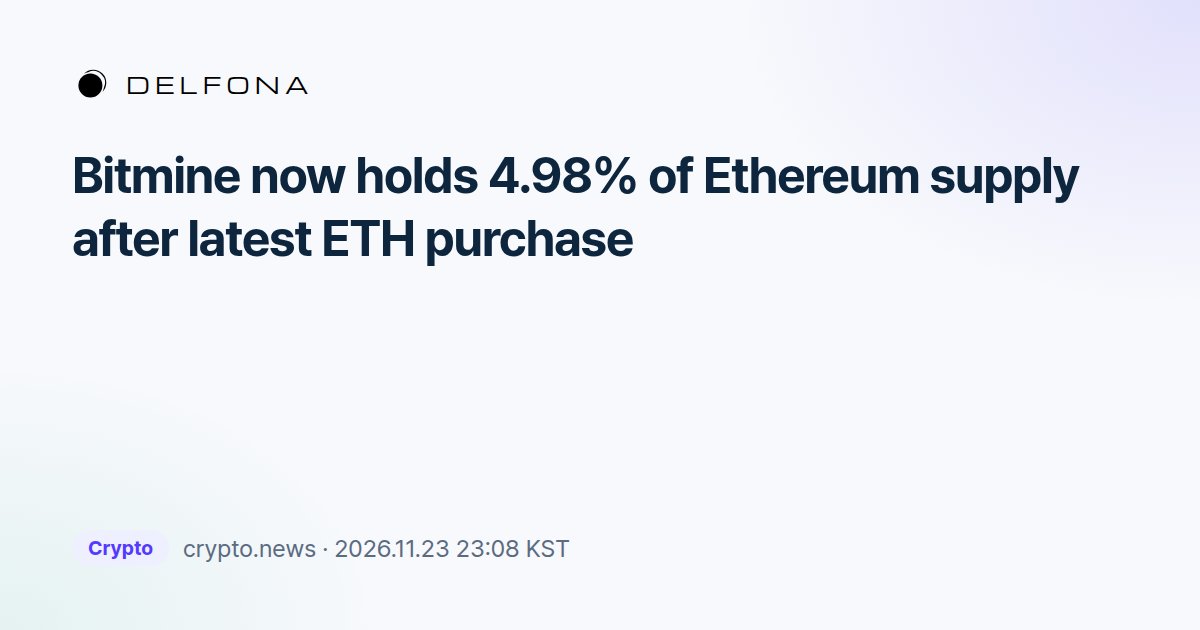 DELFONA
Bitmine now holds 4.98% of Ethereum supply
after latest ETH purchase
Crypto crypto.news · 2026.11.23 23:08 KST